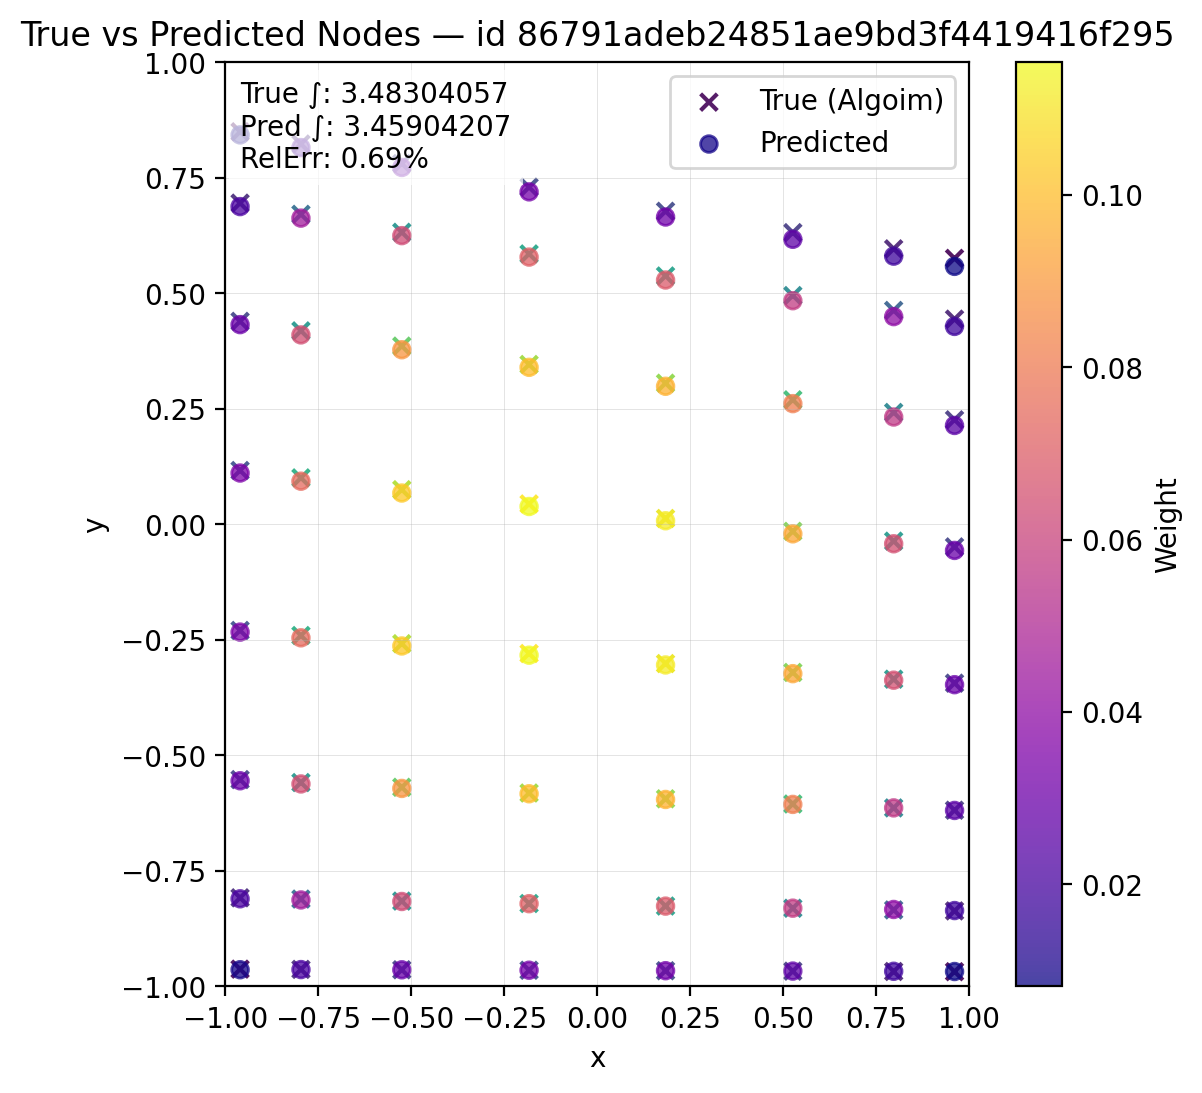 True vs Predicted Nodes — id 86791adeb24851ae9bd3f4419416f295
True ∫: 3.48304057
Pred ∫: 3.45904207
RelErr: 0.69%
True (Algoim)
Predicted
1.00
0.75
0.50
0.25
0.00
−0.25
−0.50
−0.75
−1.00
y
−1.00 −0.75 −0.50 −0.25 0.00 0.25 0.50 0.75 1.00
x
0.10
0.08
0.06
0.04
0.02
Weight